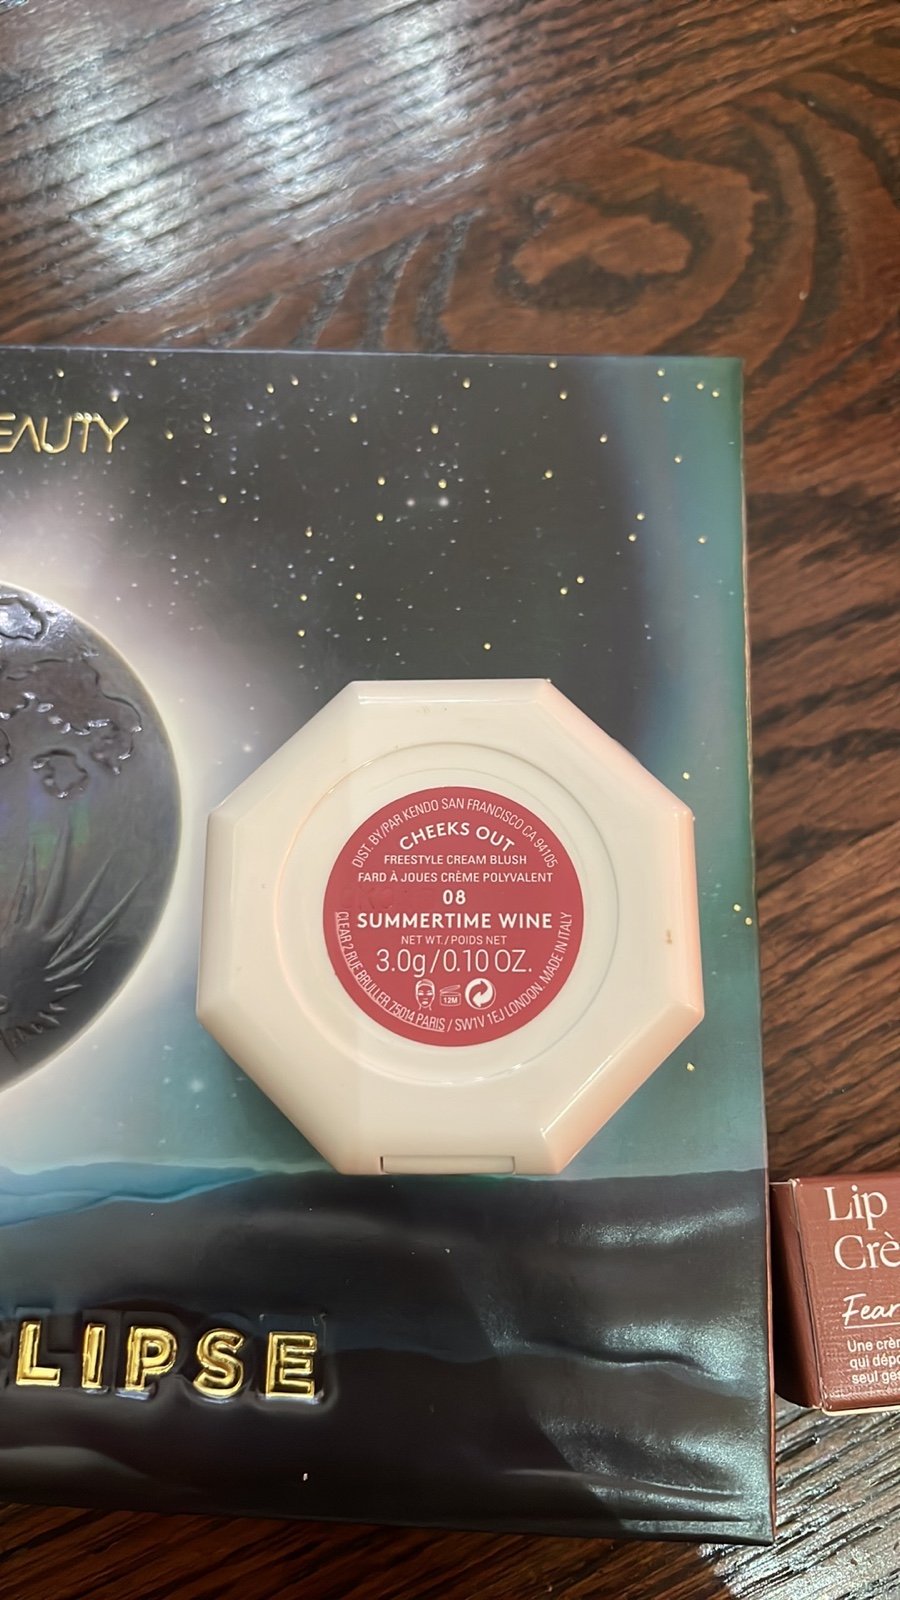 EAUTY
DIST. BY/PAR KENDO SAN FRANCISCO CA 94105
CHEEKS OUT
FREESTYLE CREAM BLUSH
FARD À JOUES CRÈME POLYVALENT
08
SUMMERTIME WINE
NET WT./POIDS NET
3.0g/0.10 OZ.
12M
CLEAR 2 RUE BRULLER 75014 PARIS / SW1V 1EJ LONDON. MADE IN ITALY
Lip
Crè
Fear
Une crè
qui dépo
seul ges
LIPSE